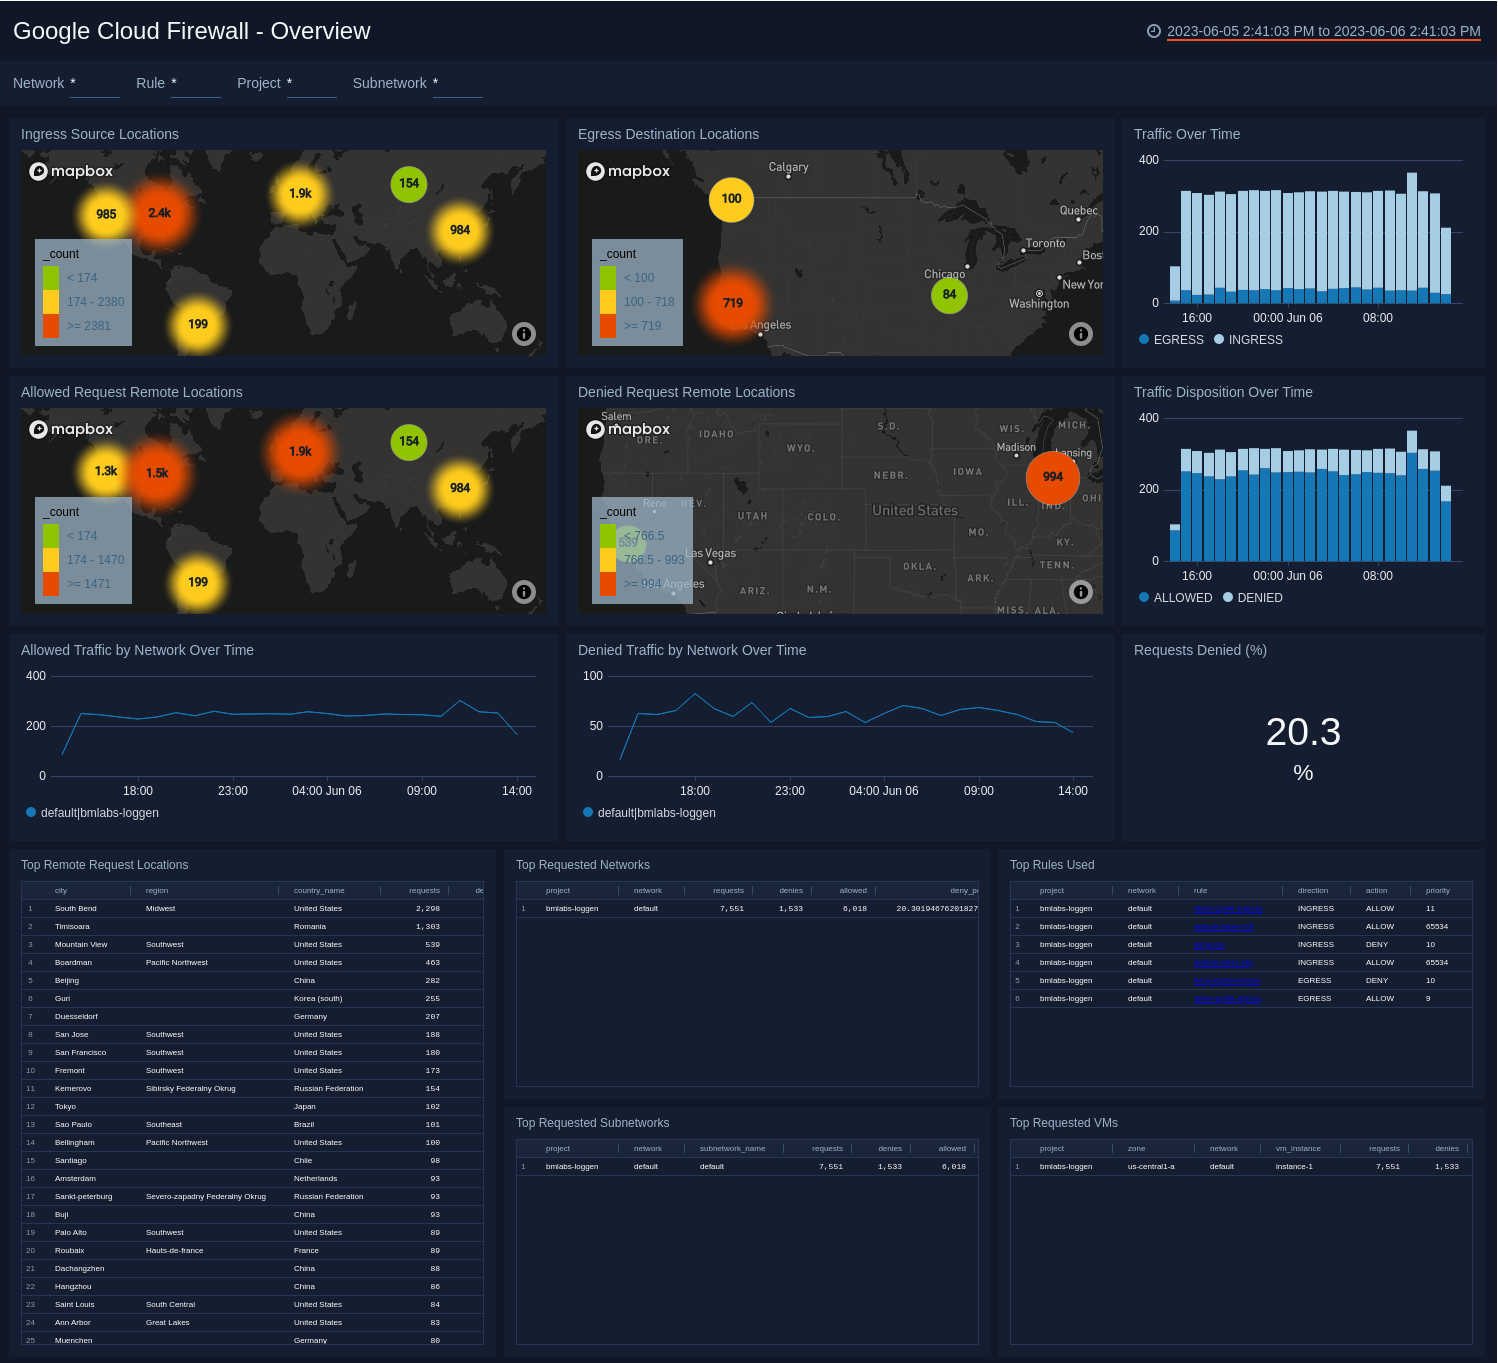 Google Cloud Firewall - Overview
2023-06-05 2:41:03 PM to 2023-06-06 2:41:03 PM
Network * Rule * Project * Subnetwork *
Ingress Source Locations
mapbox
985 2.4k 1.9k 154 984 199
_count
< 174
174 - 2380
>= 2381
Egress Destination Locations
mapbox
Calgary
100
Quebec
Toronto
Bos
Chicago
New Yor
Washington
84
719
Los Angeles
_count
< 100
100 - 718
>= 719
Traffic Over Time
400
200
0
16:00 00:00 Jun 06 08:00
EGRESS INGRESS
Allowed Request Remote Locations
mapbox
1.3k 1.5k 1.9k 154 984 199
_count
< 174
174 - 1470
>= 1471
Denied Request Remote Locations
Salem
mapbox
ORE. IDAHO WYO. S.D. WIS. MICH.
Madison Lansing
NEBR. IOWA 994
ILL. IND. OHI
Reno NEV. UTAH COLO. United States
MO. KY.
539
Las Vegas
OKLA. TENN.
Angeles ARIZ. N.M. ARK.
MISS. ALA.
_count
< 766.5
766.5 - 993
>= 994
Traffic Disposition Over Time
400
200
0
16:00 00:00 Jun 06 08:00
ALLOWED DENIED
Allowed Traffic by Network Over Time
400
200
0
18:00 23:00 04:00 Jun 06 09:00 14:00
default|bmlabs-loggen
Denied Traffic by Network Over Time
100
50
0
18:00 23:00 04:00 Jun 06 09:00 14:00
default|bmlabs-loggen
Requests Denied (%)
20.3
%
Top Remote Request Locations
city region country_name requests de
1 South Bend Midwest United States 2,298
2 Timisoara Romania 1,303
3 Mountain View Southwest United States 539
4 Boardman Pacific Northwest United States 463
5 Beijing China 282
6 Guri Korea (south) 255
7 Duesseldorf Germany 207
8 San Jose Southwest United States 188
9 San Francisco Southwest United States 180
10 Fremont Southwest United States 173
11 Kemerovo Sibirsky Federalny Okrug Russian Federation 154
12 Tokyo Japan 102
13 Sao Paulo Southeast Brazil 101
14 Bellingham Pacific Northwest United States 100
15 Santiago Chile 98
16 Amsterdam Netherlands 93
17 Sankt-peterburg Severo-zapadny Federalny Okrug Russian Federation 93
18 Buji China 93
19 Palo Alto Southwest United States 89
20 Roubaix Hauts-de-france France 89
21 Dachangzhen China 88
22 Hangzhou China 86
23 Saint Louis South Central United States 84
24 Ann Arbor Great Lakes United States 83
25 Muenchen Germany 80
Top Requested Networks
project network requests denies allowed deny_p
1 bmlabs-loggen default 7,551 1,533 6,018 20.30194676201827
Top Rules Used
project network rule direction action priority
1 bmlabs-loggen default INGRESS ALLOW 11
2 bmlabs-loggen default INGRESS ALLOW 65534
3 bmlabs-loggen default INGRESS DENY 10
4 bmlabs-loggen default INGRESS ALLOW 65534
5 bmlabs-loggen default EGRESS DENY 10
6 bmlabs-loggen default EGRESS ALLOW 9
Top Requested Subnetworks
project network subnetwork_name requests denies allowed
1 bmlabs-loggen default default 7,551 1,533 6,018
Top Requested VMs
project zone network vm_instance requests denies
1 bmlabs-loggen us-central1-a default instance-1 7,551 1,533